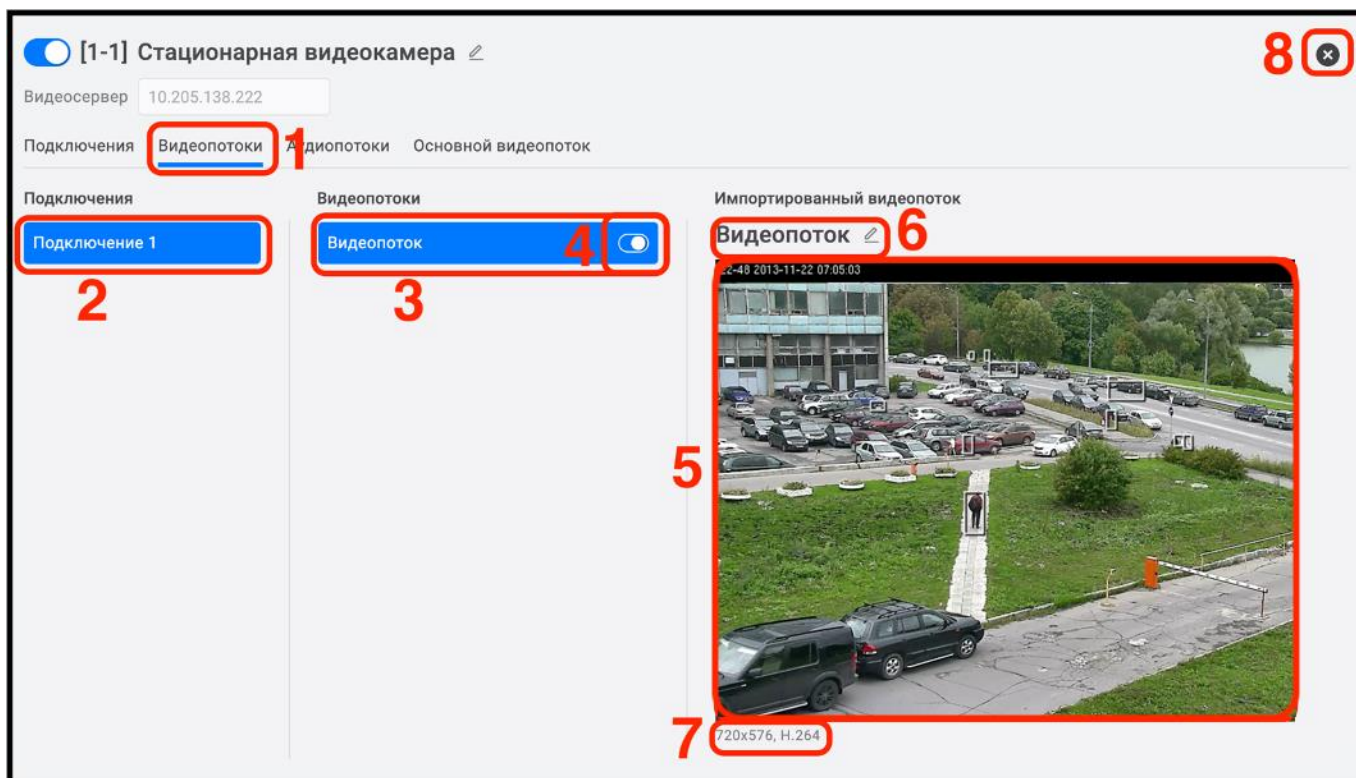 [1-1] Стационарная видеокамера
8
Видеосервер 10.205.138.222
Подключения Видеопотоки 1 Аудиопотоки Основной видеопоток
Подключения Видеопотоки Импортированный видеопоток
Подключение 1 Видеопоток 4 Видеопоток 6
2 3
22-48 2013-11-22 07:05:03
5
7 720x576, H.264